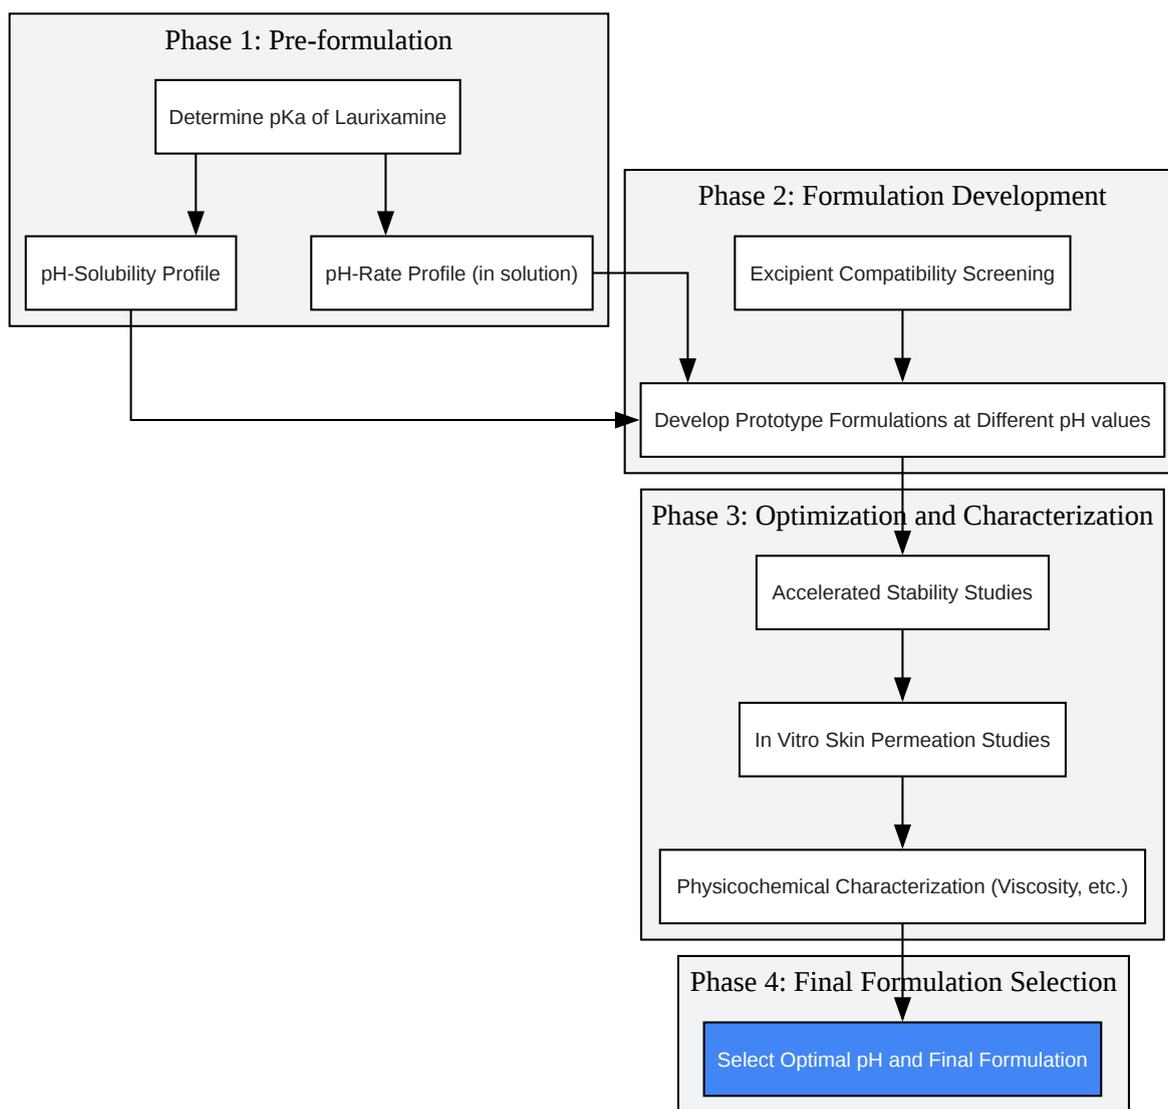 Phase 1: Pre-formulation
Determine pKa of Laurixamine
pH-Solubility Profile
pH-Rate Profile (in solution)
Phase 2: Formulation Development
Excipient Compatibility Screening
Develop Prototype Formulations at Different pH values
Phase 3: Optimization and Characterization
Accelerated Stability Studies
In Vitro Skin Permeation Studies
Physicochemical Characterization (Viscosity, etc.)
Phase 4: Final Formulation Selection
Select Optimal pH and Final Formulation